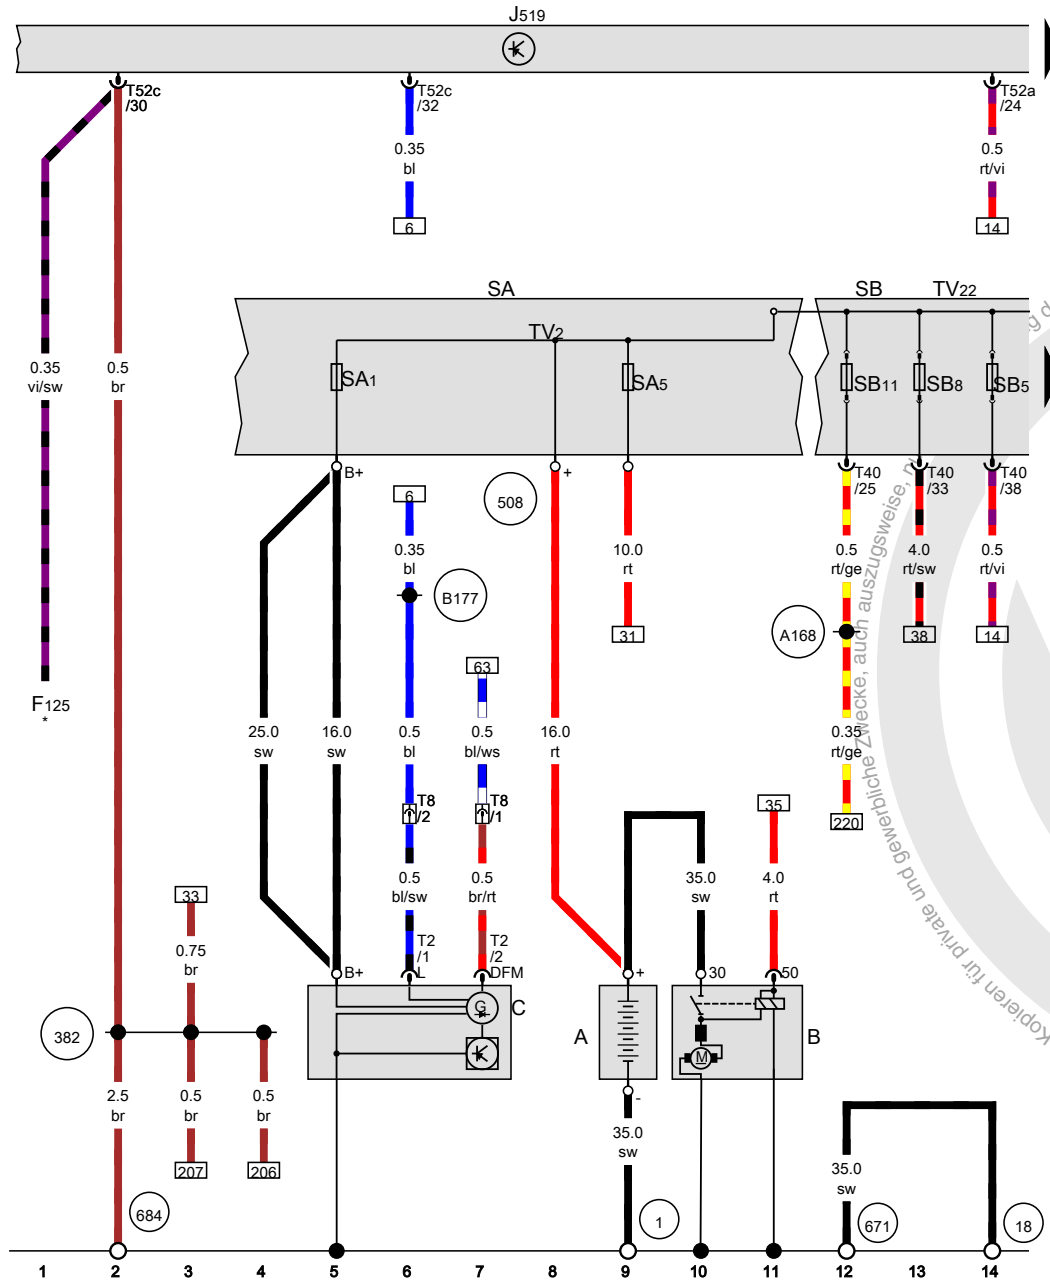 J519
T52c
/30
T52c
/32
T52a
/24
0.35
bl
0.5
rt/vi
6
14
SA
SB
TV22
TV2
SA1
SA5
SB11
SB8
SB5
0.35
vi/sw
0.5
br
B+
+
T40
/25
T40
/33
T40
/38
6
508
0.35
bl
10.0
rt
0.5
rt/ge
4.0
rt/sw
0.5
rt/vi
B177
A168
31
38
14
63
F125
*
25.0
sw
16.0
sw
0.5
bl
0.5
bl/ws
16.0
rt
0.35
rt/ge
T8
/2
T8
/1
35
220
0.5
bl/sw
0.5
br/rt
35.0
sw
4.0
rt
33
0.75
br
T2
/1
T2
/2
B+
L
DFM
+
30
50
G
C
A
B
M
382
2.5
br
0.5
br
0.5
br
-
35.0
sw
35.0
sw
207
206
684
1
671
18
1 2 3 4 5 6 7 8 9 10 11 12 13 14
Kopieren für private und gewerbliche Zwecke, auch auszugsweise,